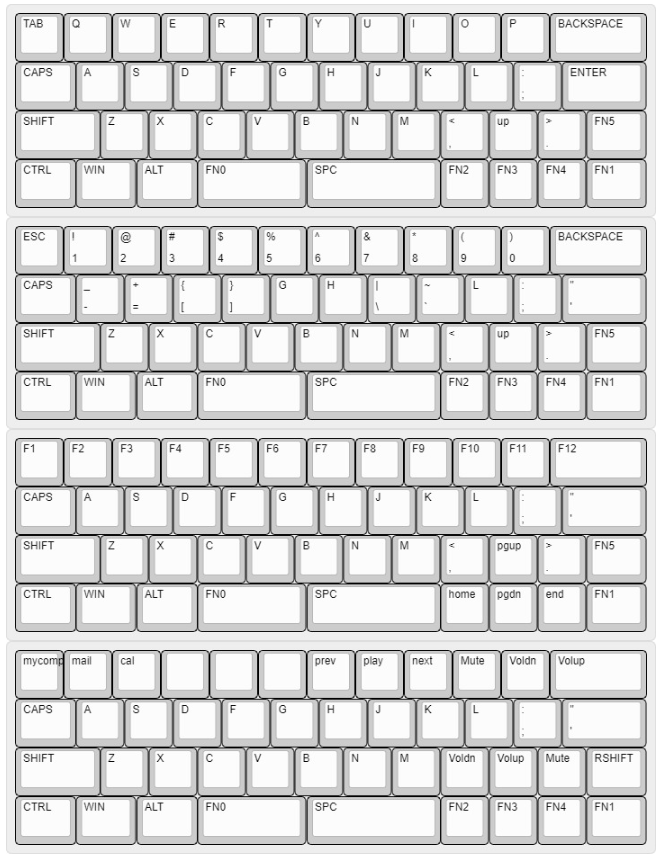 TAB Q W E R T Y U I O P BACKSPACE
CAPS A S D F G H J K L : ENTER
;
SHIFT Z X C V B N M < up > FN5
, .
CTRL WIN ALT FN0 SPC FN2 FN3 FN4 FN1
ESC ! @ # $ % ^ & * ( ) BACKSPACE
1 2 3 4 5 6 7 8 9 0
CAPS _ + { } G H | ~ L : "
- = [ ] \ ` ; '
SHIFT Z X C V B N M < up > FN5
, .
CTRL WIN ALT FN0 SPC FN2 FN3 FN4 FN1
F1 F2 F3 F4 F5 F6 F7 F8 F9 F10 F11 F12
CAPS A S D F G H J K L : "
; '
SHIFT Z X C V B N M < pgup > FN5
, .
CTRL WIN ALT FN0 SPC home pgdn end FN1
mycomp mail cal prev play next Mute Voldn Volup
CAPS A S D F G H J K L : "
; '
SHIFT Z X C V B N M Voldn Volup Mute RSHIFT
CTRL WIN ALT FN0 SPC FN2 FN3 FN4 FN1